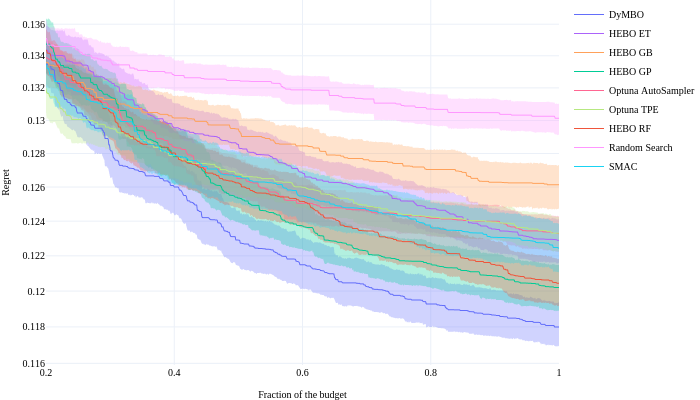 0.136
0.134
0.132
0.13
0.128
0.126
0.124
0.122
0.12
0.118
0.116
Regret
0.2
0.4
0.6
0.8
1
Fraction of the budget
DyMBO
HEBO ET
HEBO GB
HEBO GP
Optuna AutoSampler
Optuna TPE
HEBO RF
Random Search
SMAC